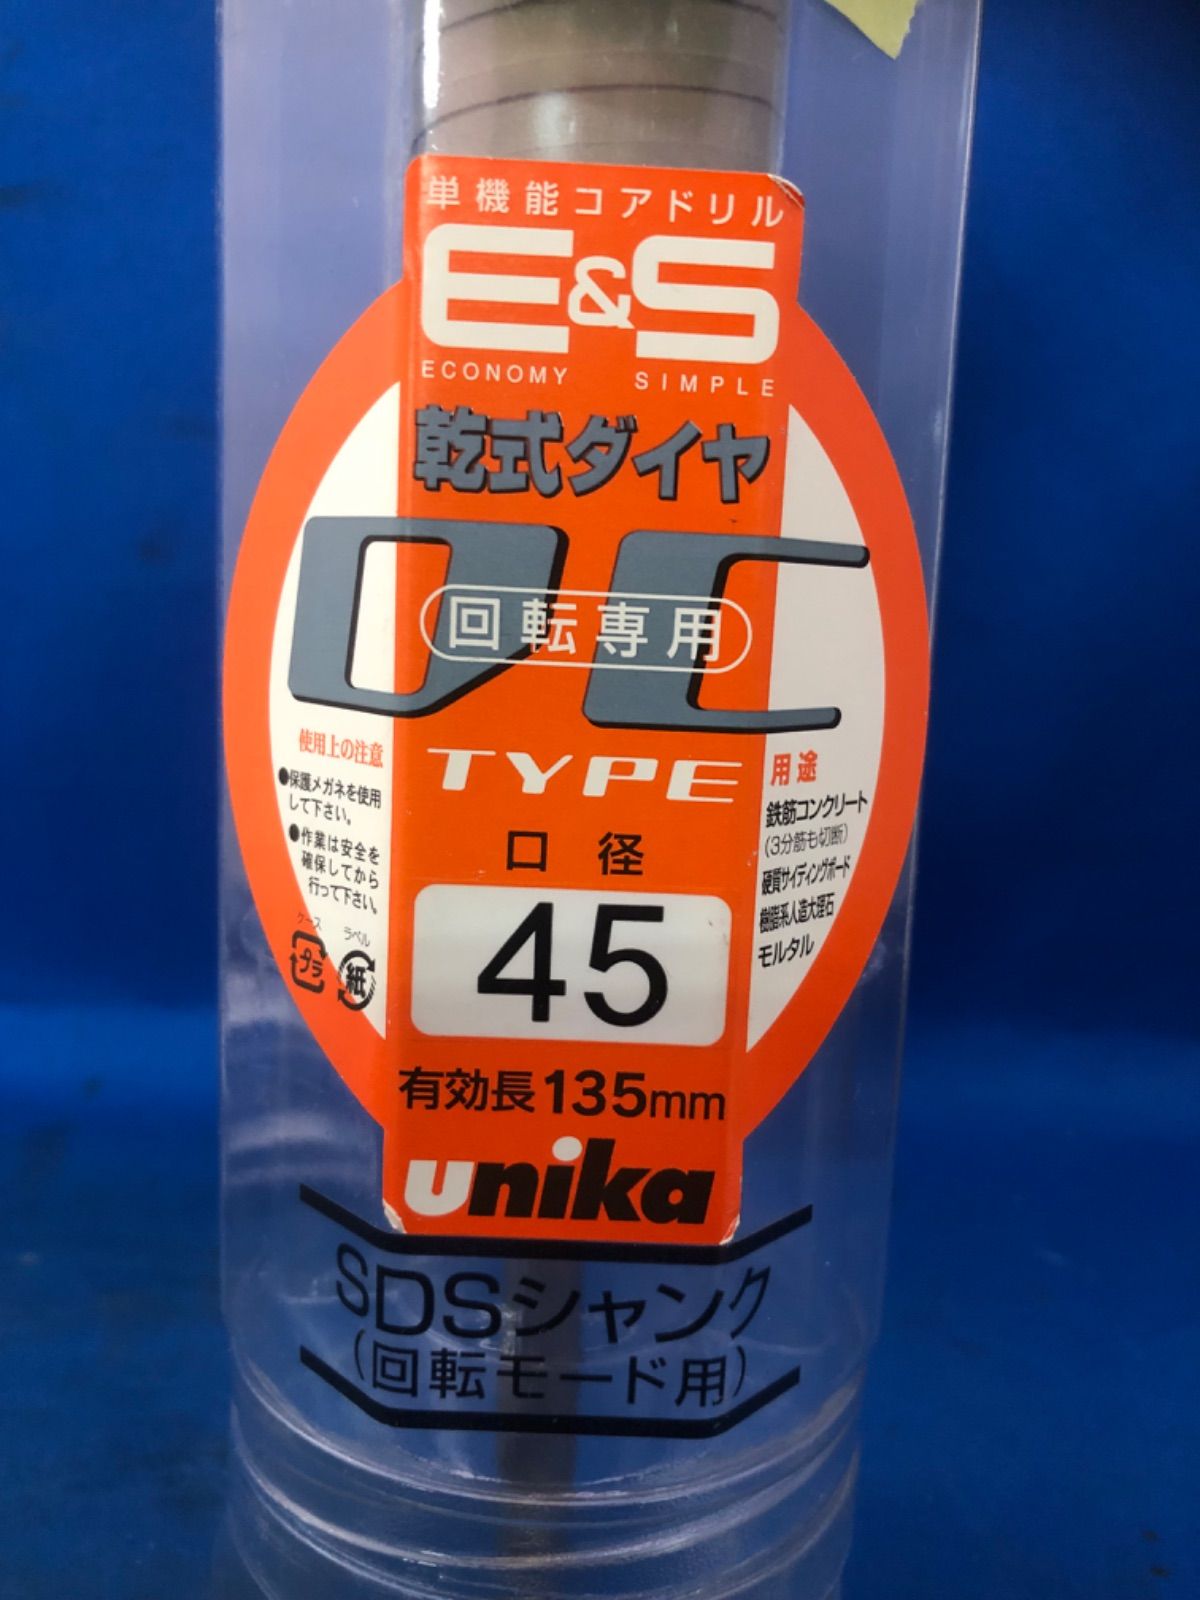 単機能コアドリル
E&S
ECONOMY SIMPLE
乾式ダイヤ
DC
回転専用
TYPE
使用上の注意
●保護メガネを使用
して下さい。
●作業は安全を
確保してから
行って下さい。
ケース
プラ
ラベル
紙
用途
鉄筋コンクリート
(3分筋も切断)
硬質サイディングボード
樹脂系人造大理石
モルタル
口径
45
有効長135mm
unika
SDSシャンク
(回転モード用)